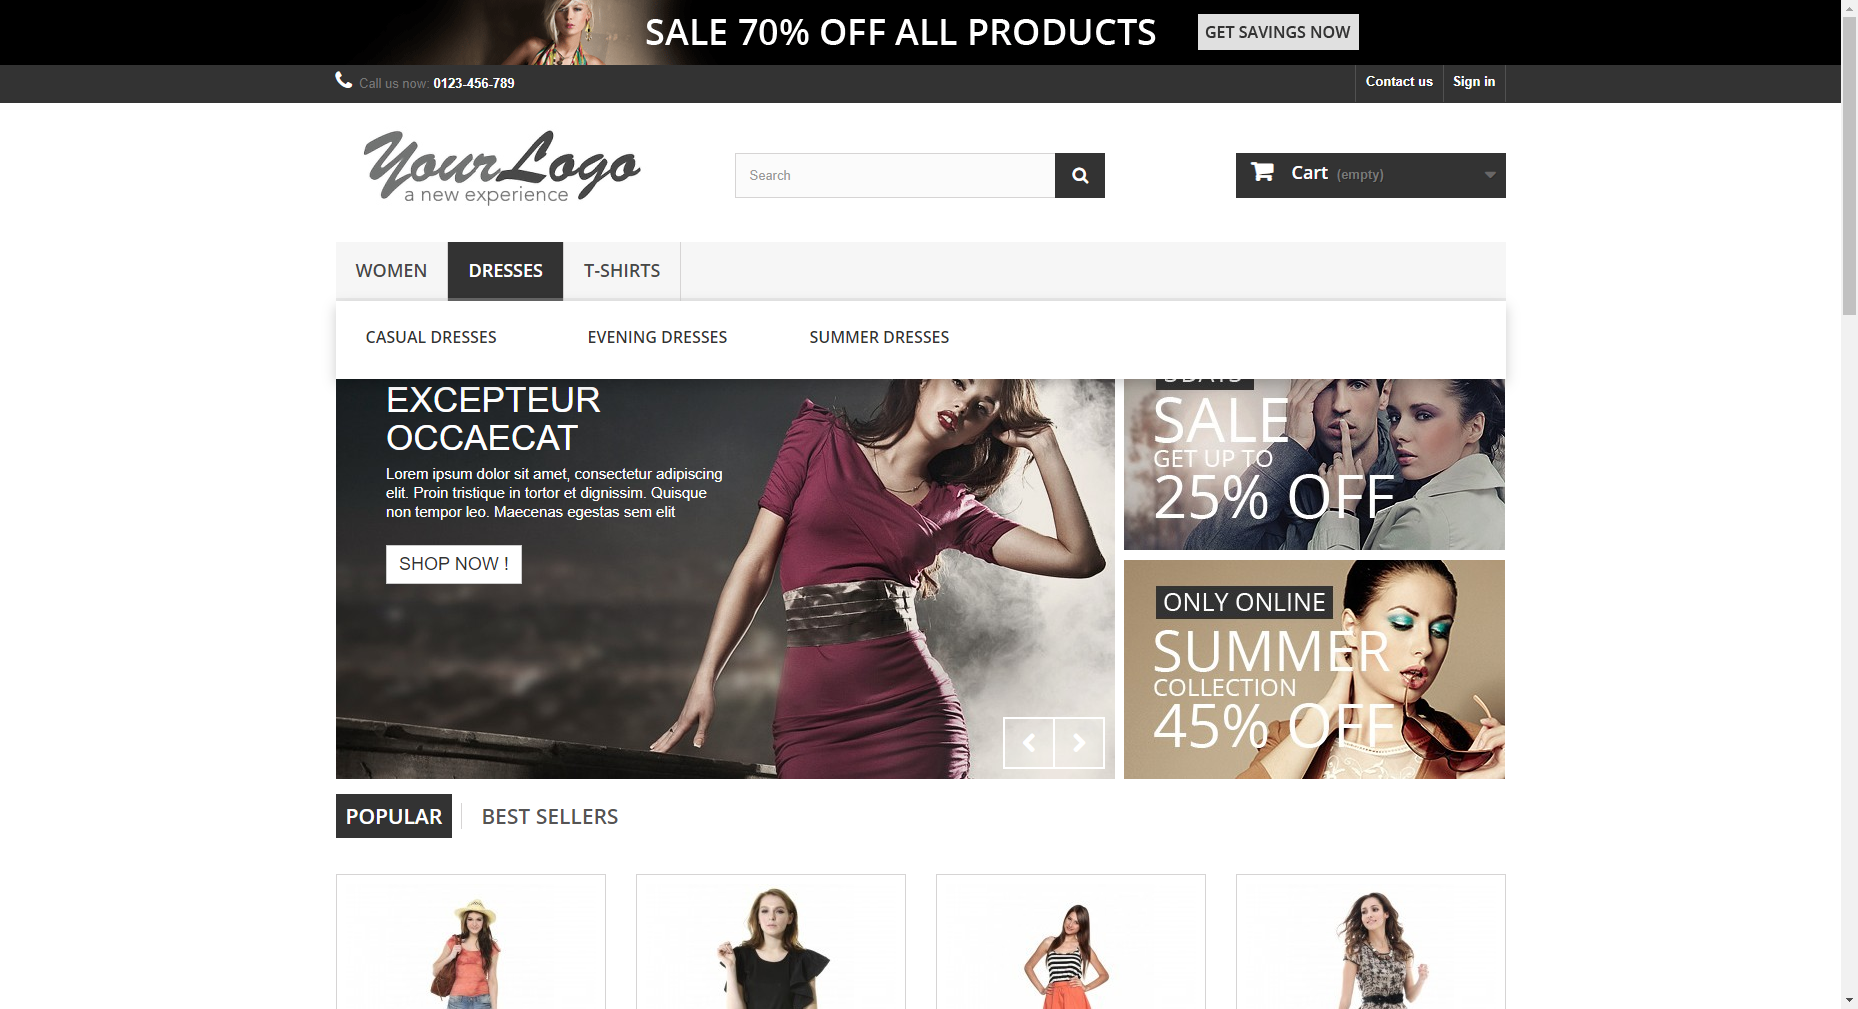 SALE 70% OFF ALL PRODUCTS
GET SAVINGS NOW
Call us now: 0123-456-789
Contact us
Sign in
YourLogo
a new experience
Search
Cart (empty)
WOMEN
DRESSES
T-SHIRTS
CASUAL DRESSES
EVENING DRESSES
SUMMER DRESSES
EXCEPTEUR
OCCAECAT
Lorem ipsum dolor sit amet, consectetur adipiscing
elit. Proin tristique in tortor et dignissim. Quisque
non tempor leo. Maecenas egestas sem elit
SHOP NOW !
SALE
GET UP TO
25% OFF
ONLY ONLINE
SUMMER
COLLECTION
45% OFF
POPULAR
BEST SELLERS